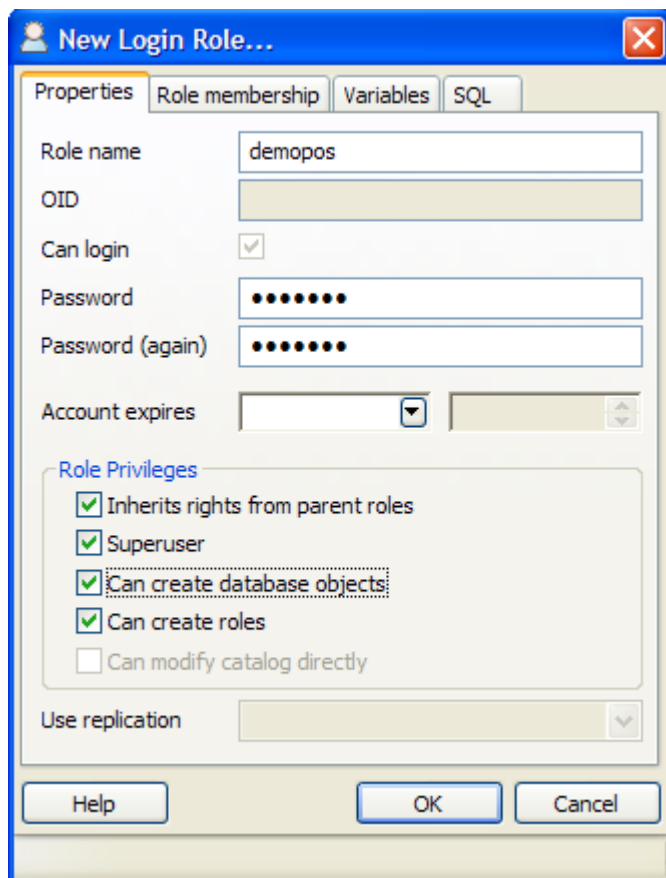 New Login Role...
Properties Role membership Variables SQL
Role name demopos
OID
Can login
Password •••••••
Password (again) •••••••
Account expires
Role Privileges
Inherits rights from parent roles
Superuser
Can create database objects
Can create roles
Can modify catalog directly
Use replication
Help OK Cancel